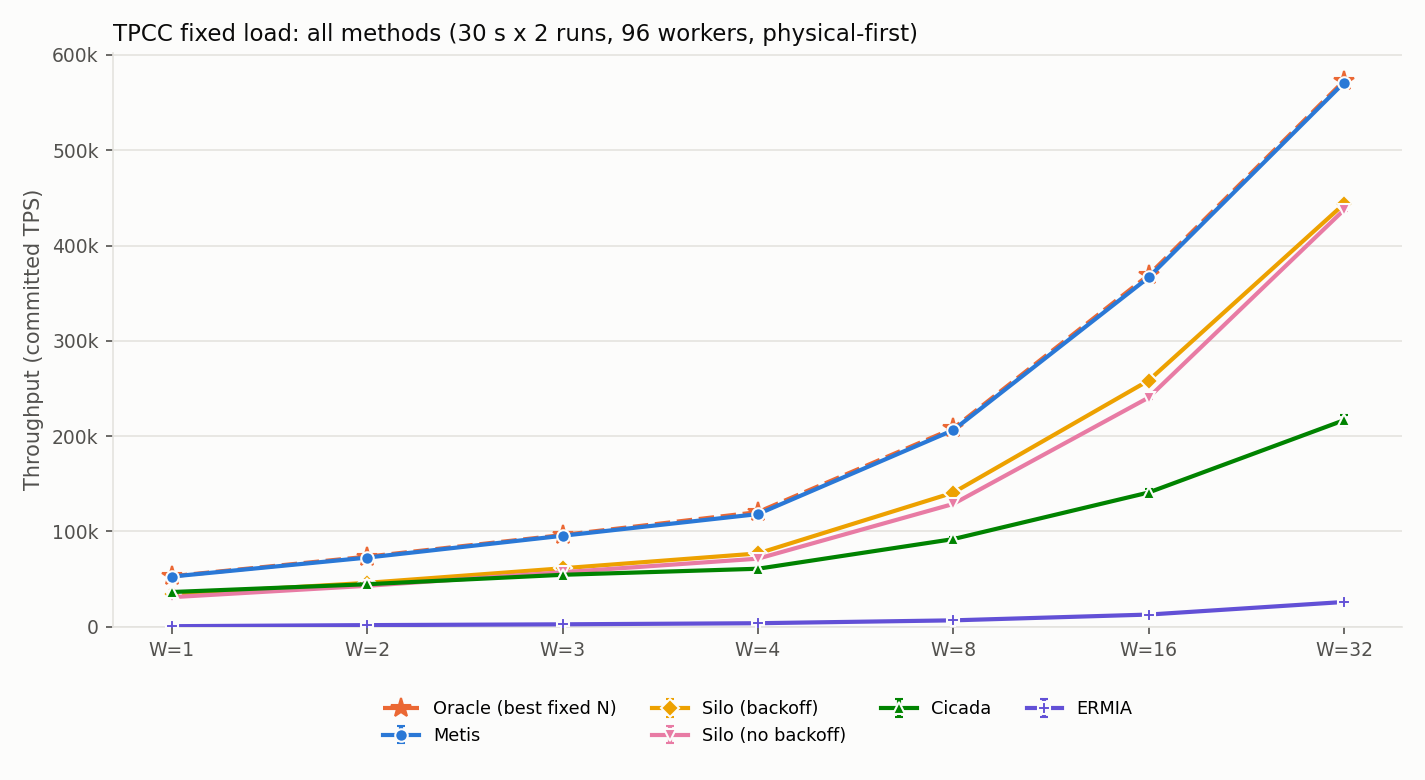 TPCC fixed load: all methods (30 s x 2 runs, 96 workers, physical-first)
600k
500k
400k
300k
200k
100k
0
Throughput (committed TPS)
W=1 W=2 W=3 W=4 W=8 W=16 W=32
Oracle (best fixed N) Silo (backoff) Cicada ERMIA
Metis Silo (no backoff)